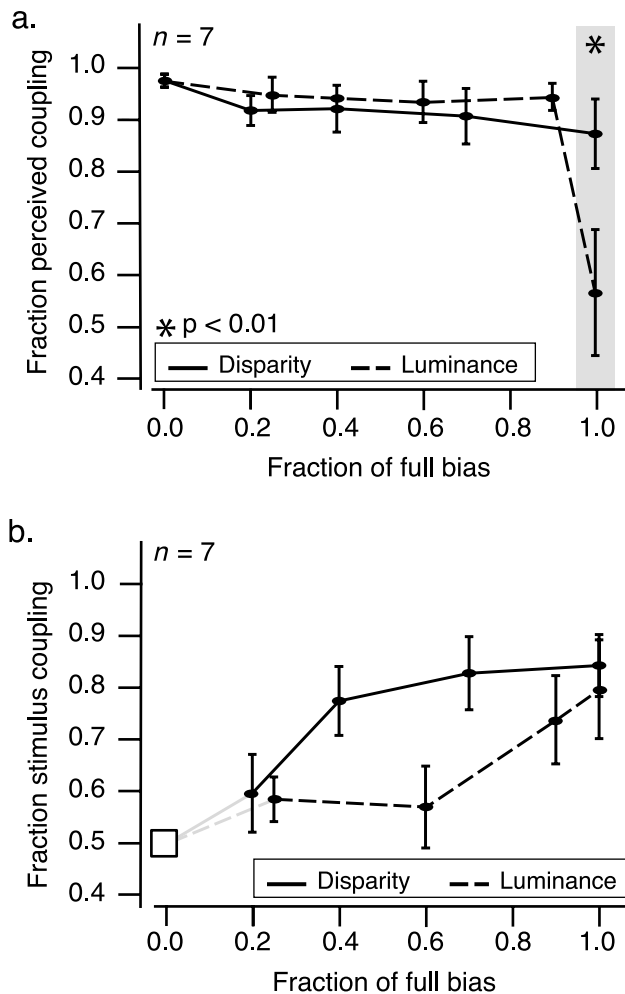 a.
n = 7
*
1.0
0.9
0.8
0.7
0.6
0.5
0.4
Fraction perceived coupling
* p < 0.01
Disparity Luminance
0.0 0.2 0.4 0.6 0.8 1.0
Fraction of full bias
b.
n = 7
1.0
0.9
0.8
0.7
0.6
0.5
0.4
Fraction stimulus coupling
Disparity Luminance
0.0 0.2 0.4 0.6 0.8 1.0
Fraction of full bias